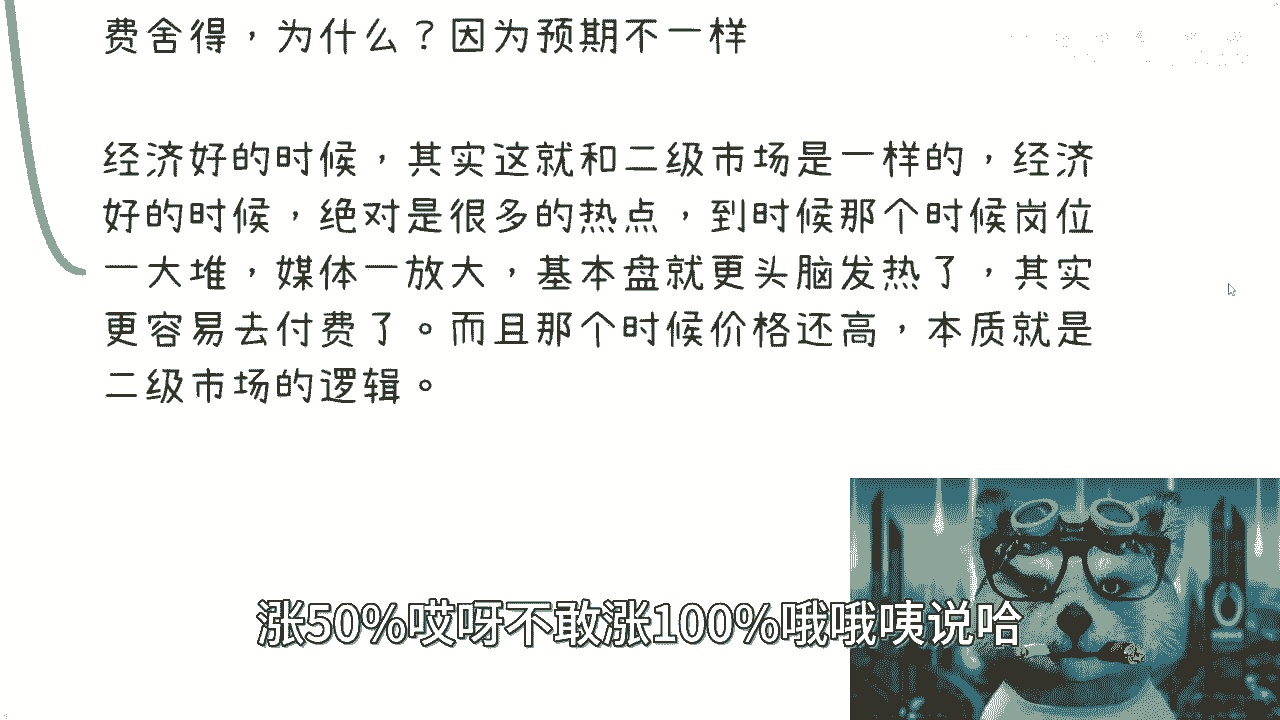 费舍得，为什么？因为预期不一样
经济好的时候，其实这就和二级市场是一样的，经济
好的时候，绝对是很多的热点，到时候那个时候岗位
一大堆，媒体一放大，基本盘就更头脑发热了，其实
更容易去付费了。而且那个时候价格还高，本质就是
二级市场的逻辑。
涨50%哎呀不敢涨100%哦哦咦说哈